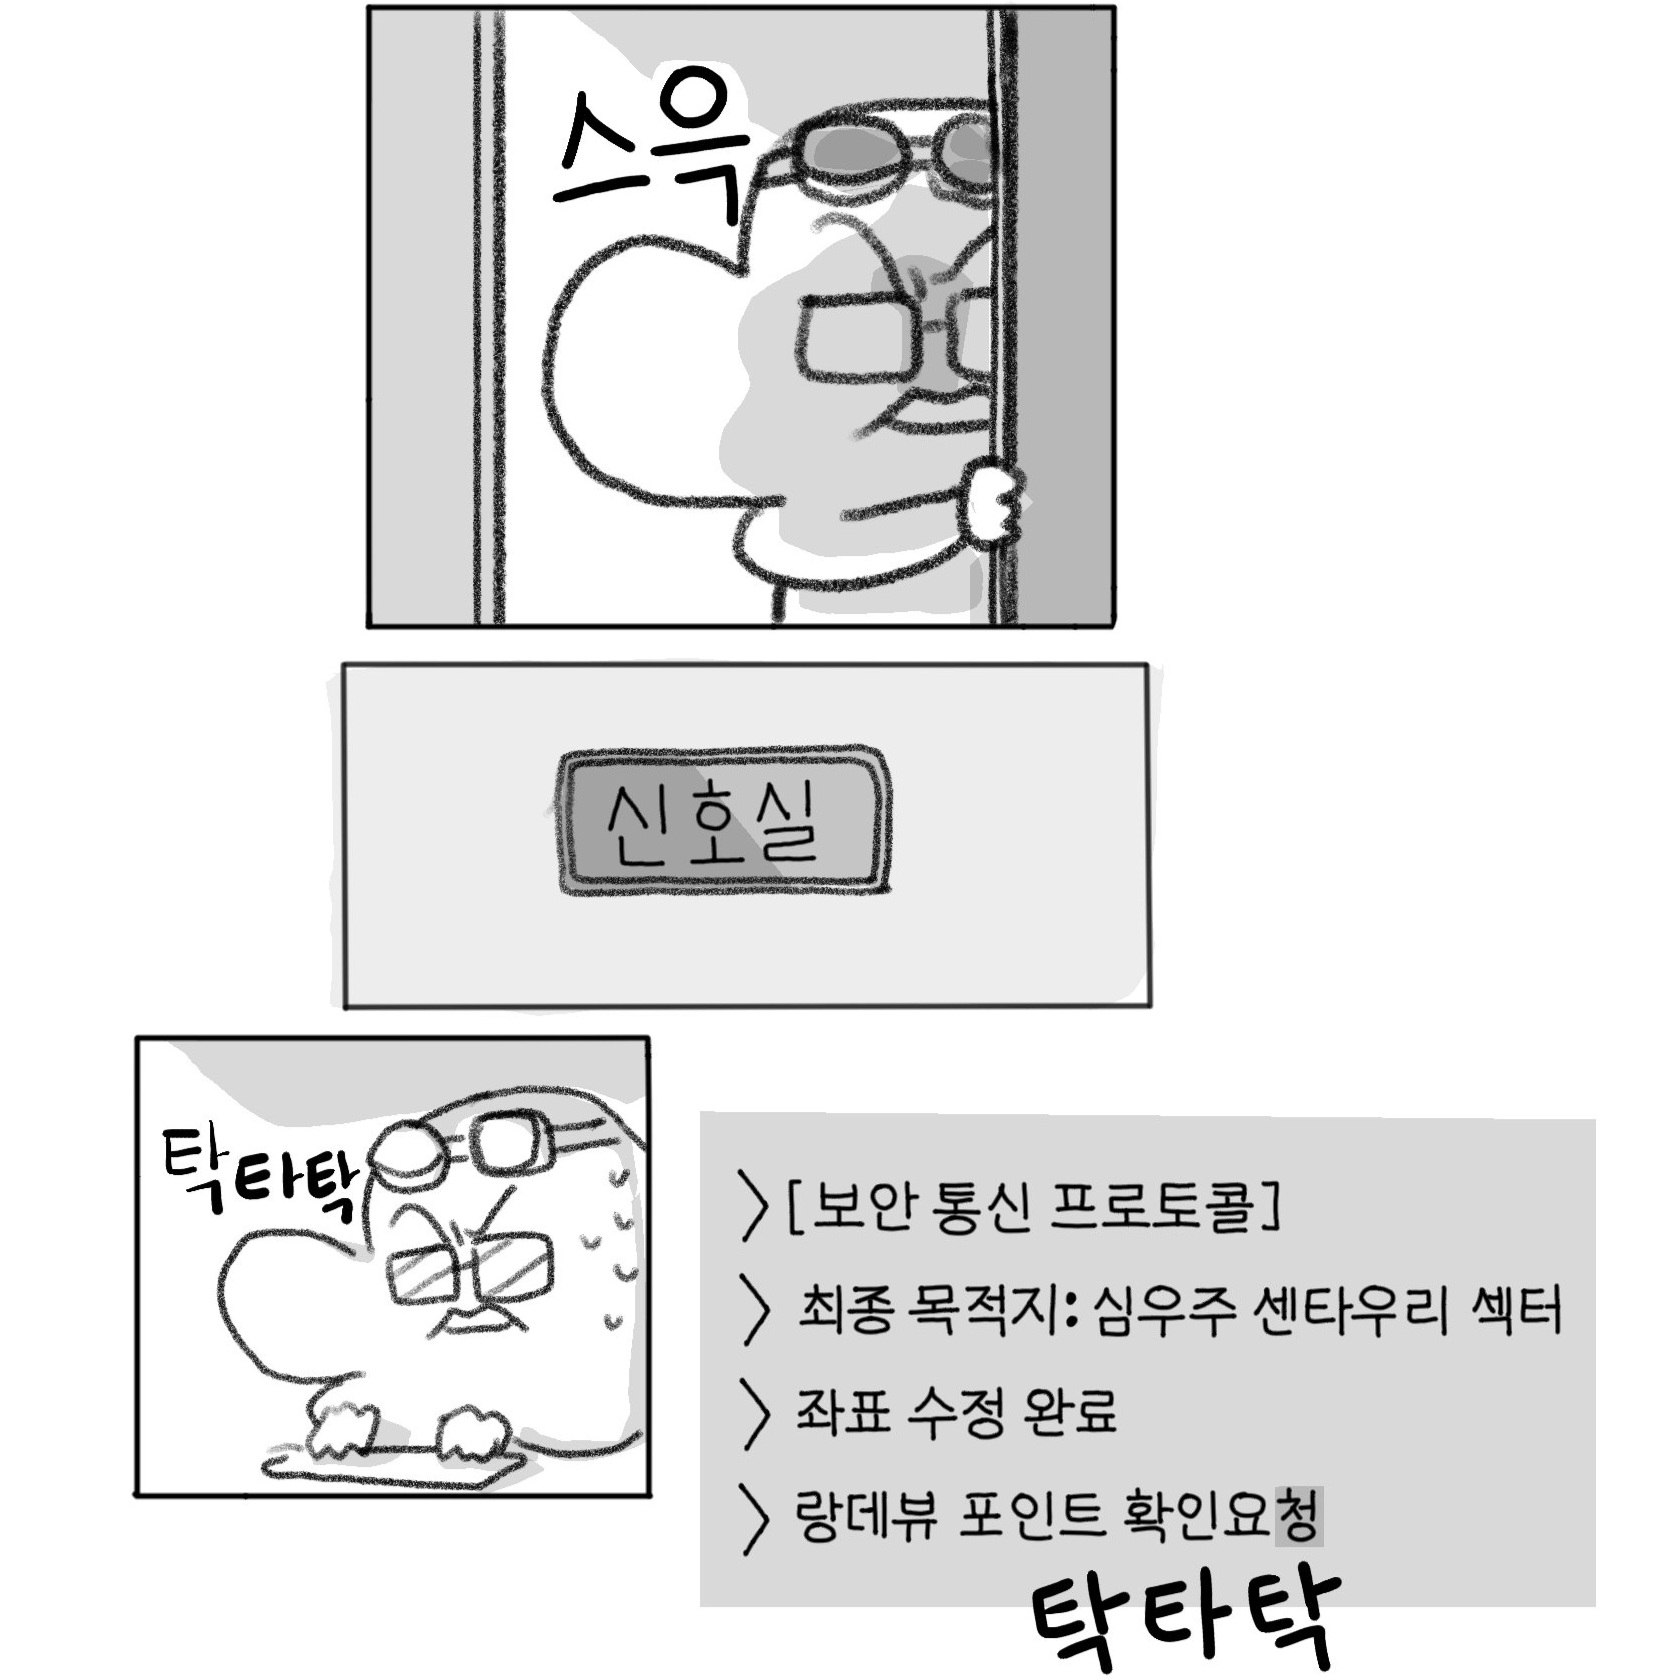 스윽
신호실
탁타탁
> [보안 통신 프로토콜]
> 최종 목적지: 심우주 센타우리 섹터
> 좌표 수정 완료
> 랑데뷰 포인트 확인요청
탁타탁